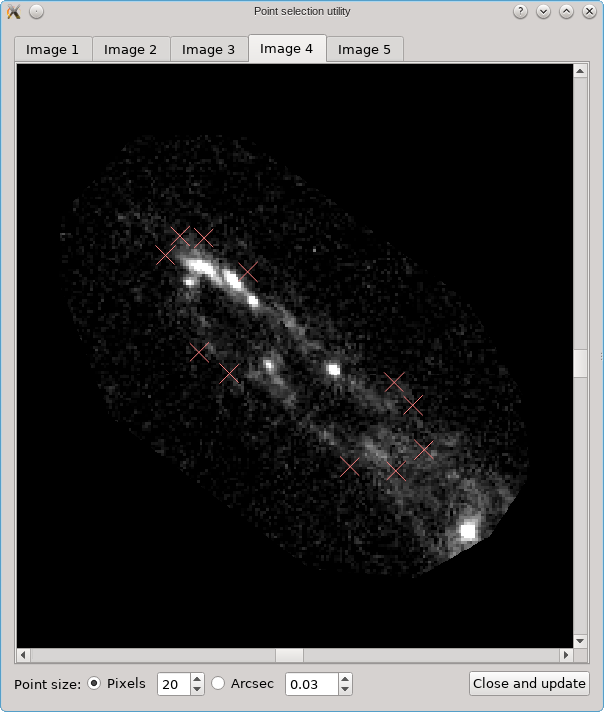 Point selection utility
Image 1 Image 2 Image 3 Image 4 Image 5
Point size: Pixels 20 Arcsec 0.03 Close and update